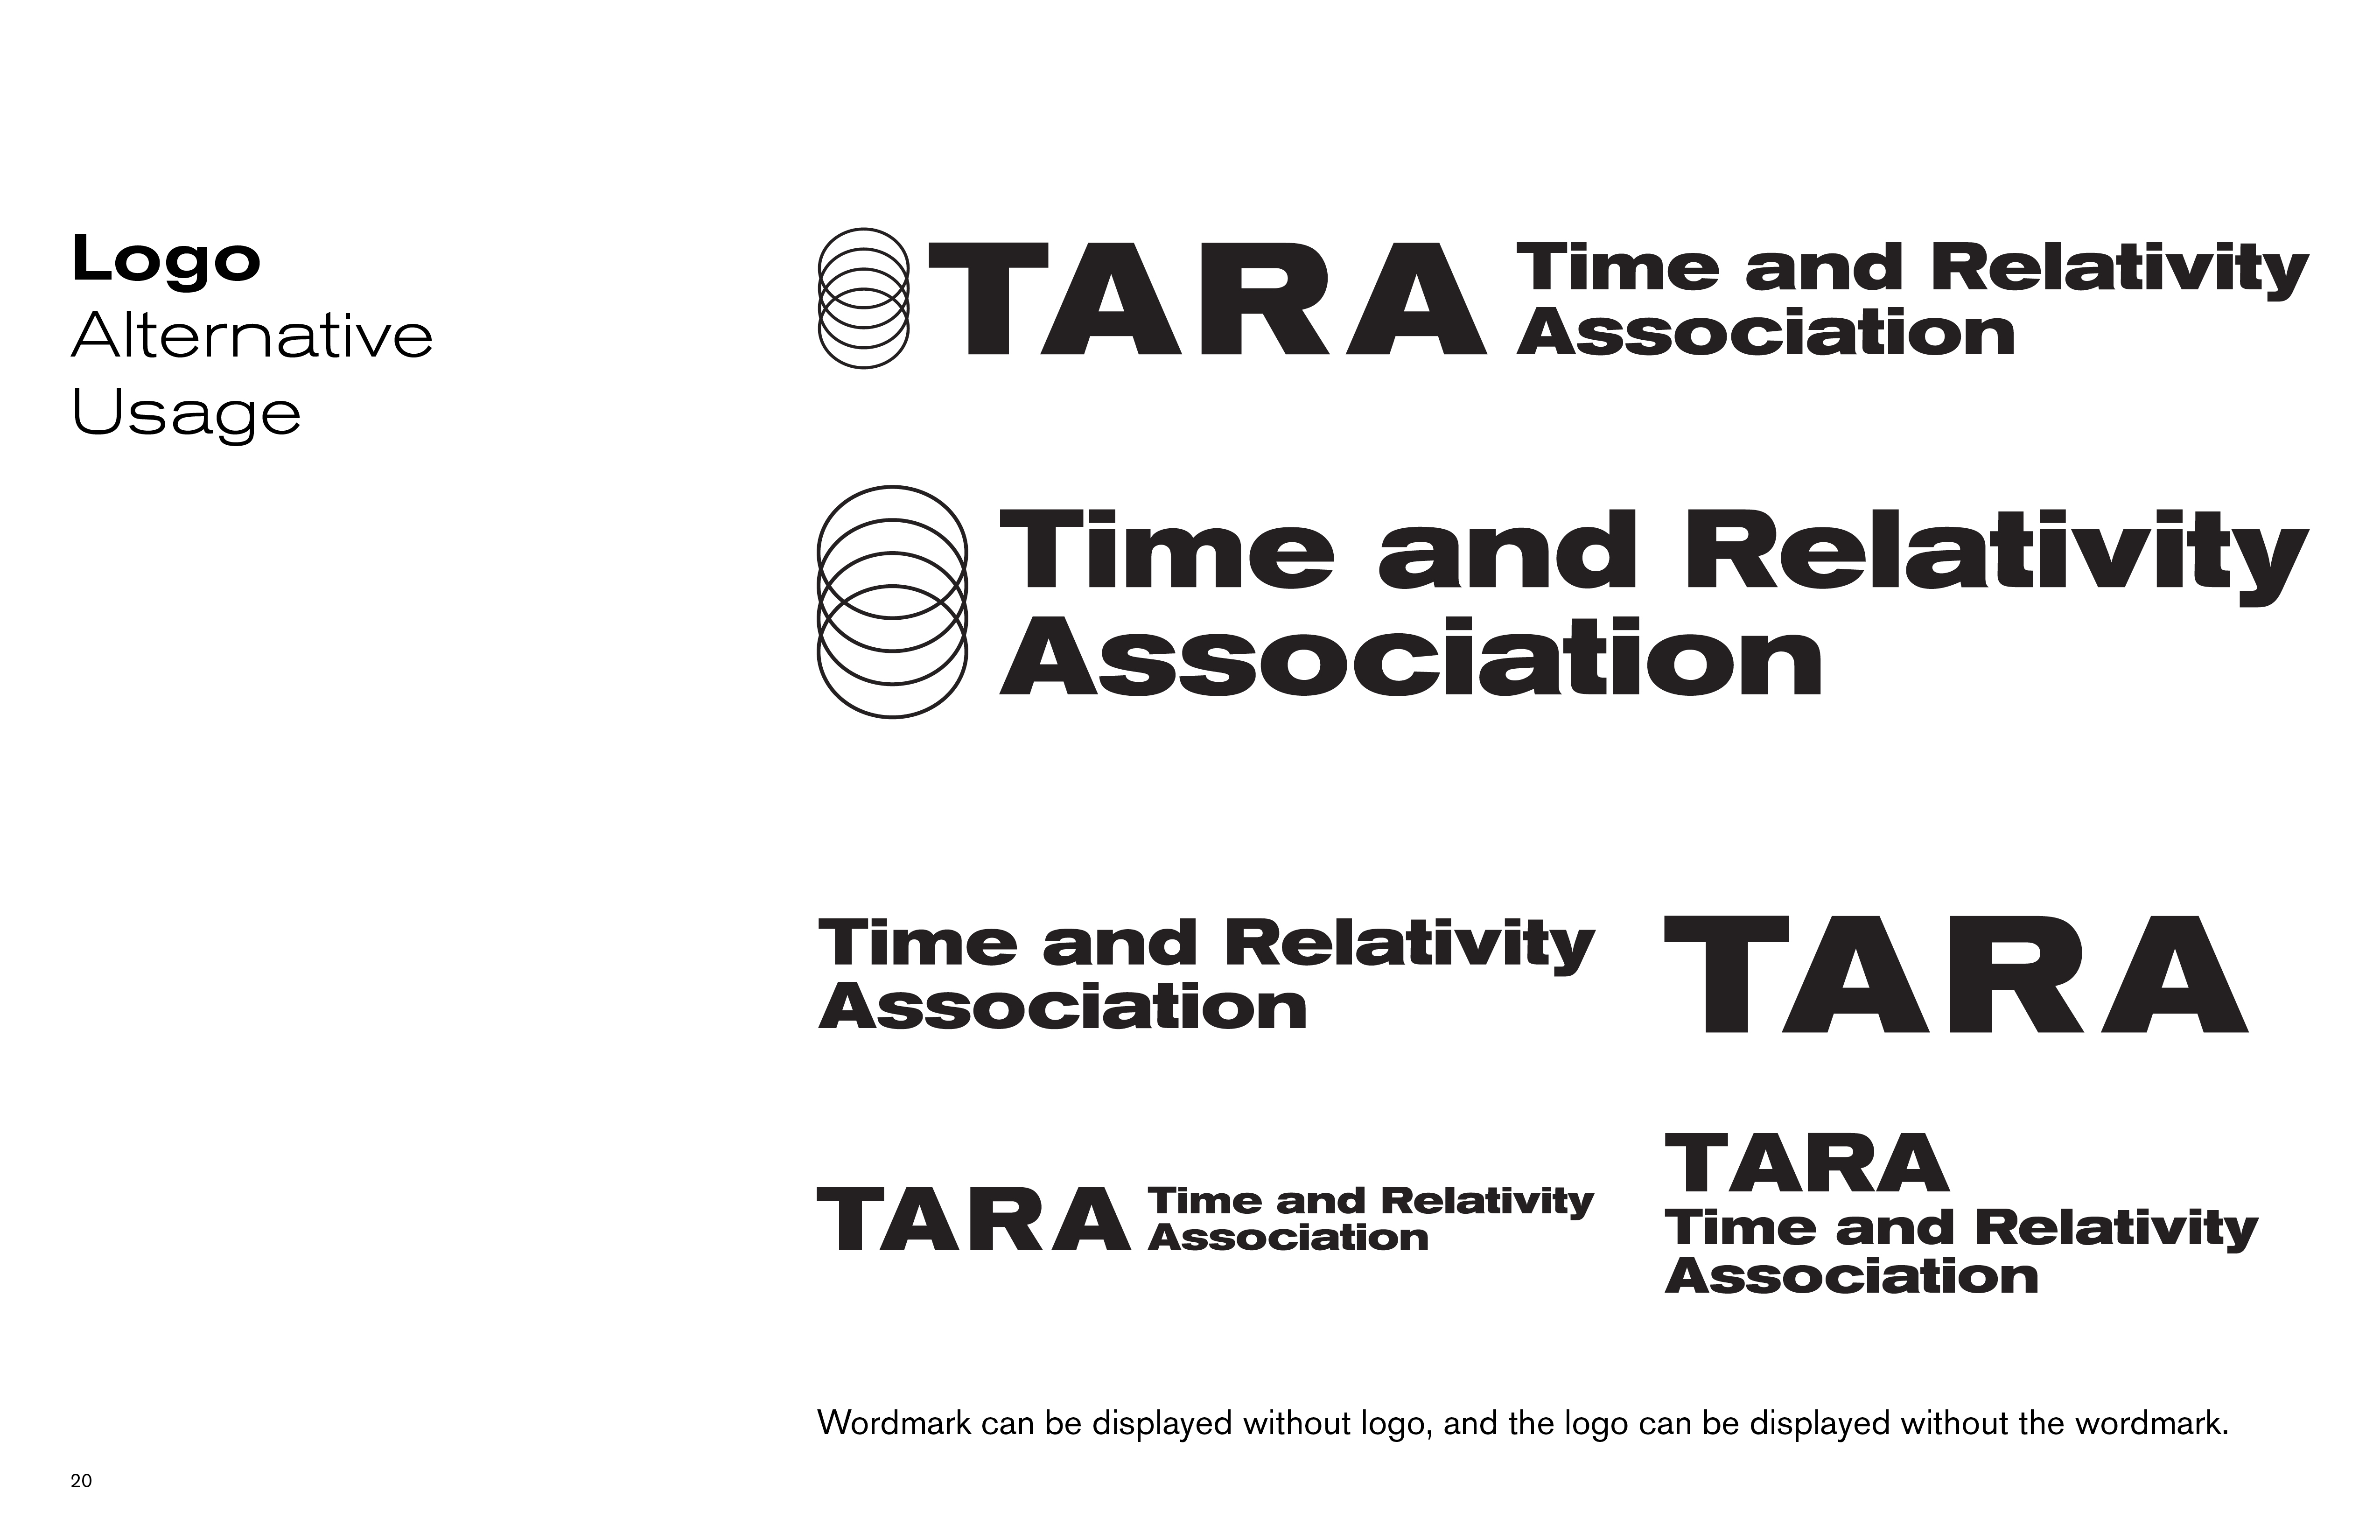 Logo
Alternative
Usage
TARA
Time and Relativity
Association
Time and Relativity
Association
Time and Relativity
Association
TARA
TARA
Time and Relativity
Association
TARA
Time and Relativity
Association
Wordmark can be displayed without logo, and the logo can be displayed without the wordmark.
20